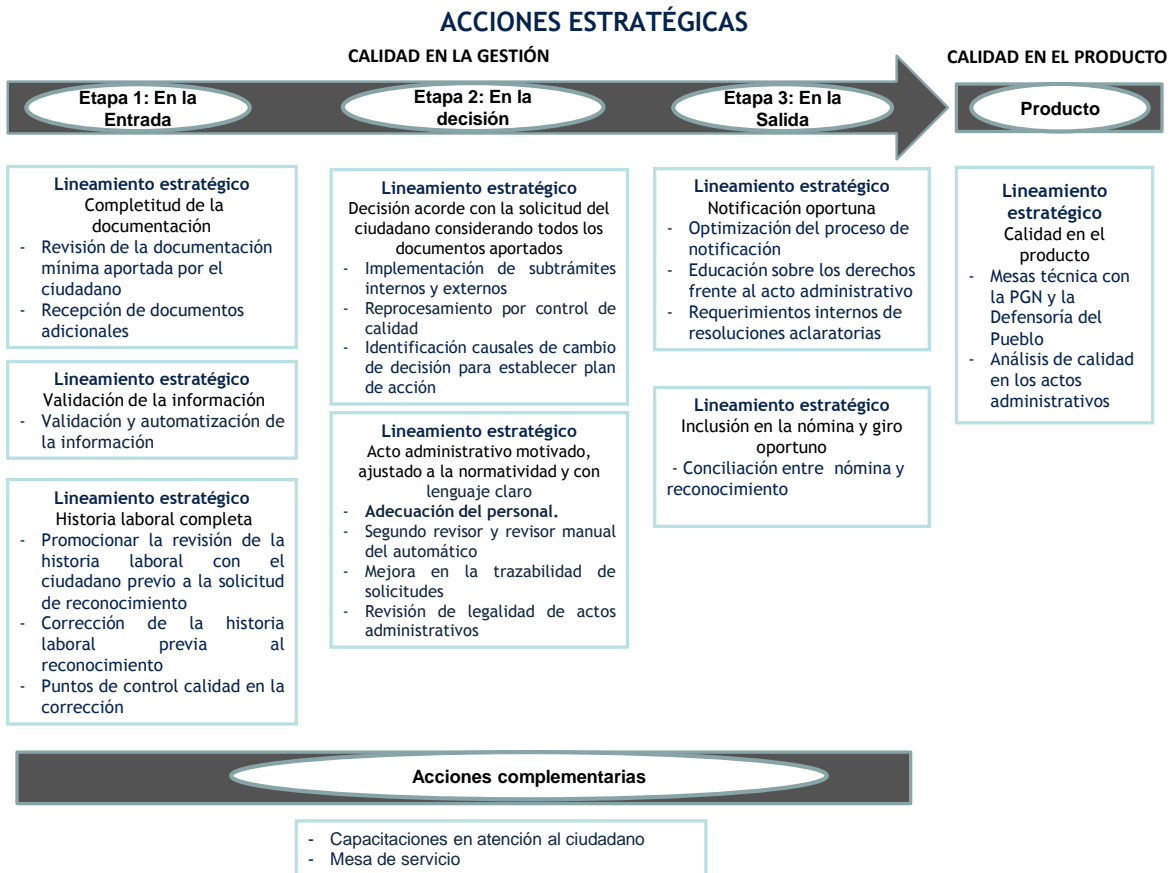 ACCIONES ESTRATÉGICAS
CALIDAD EN LA GESTIÓN
CALIDAD EN EL PRODUCTO
Etapa 1: En la
Entrada
Etapa 2: En la
decisión
Etapa 3: En la
Salida
Producto
Lineamiento estratégico
Completitud de la
documentación
- Revisión de la documentación
mínima aportada por el
ciudadano
- Recepción de documentos
adicionales
Lineamiento estratégico
Validación de la información
- Validación y automatización de
la información
Lineamiento estratégico
Historia laboral completa
- Promocionar la revisión de la
historia laboral con el
ciudadano previo a la solicitud
de reconocimiento
- Corrección de la historia
laboral previa al
reconocimiento
- Puntos de control calidad en la
corrección
Lineamiento estratégico
Decisión acorde con la solicitud del
ciudadano considerando todos los
documentos aportados
- Implementación de subtrámites
internos y externos
- Reprocesamiento por control de
calidad
- Identificación causales de cambio
de decisión para establecer plan
de acción
Lineamiento estratégico
Acto administrativo motivado,
ajustado a la normatividad y con
lenguaje claro
- Adecuación del personal.
- Segundo revisor y revisor manual
del automático
- Mejora en la trazabilidad de
solicitudes
- Revisión de legalidad de actos
administrativos
Lineamiento estratégico
Notificación oportuna
- Optimización del proceso de
notificación
- Educación sobre los derechos
frente al acto administrativo
- Requerimientos internos de
resoluciones aclaratorias
Lineamiento estratégico
Inclusión en la nómina y giro
oportuno
- Conciliación entre nómina y
reconocimiento
Lineamiento
estratégico
Calidad en el
producto
- Mesas técnica con
la PGN y la
Defensoría del
Pueblo
- Análisis de calidad
en los actos
administrativos
Acciones complementarias
- Capacitaciones en atención al ciudadano
- Mesa de servicio